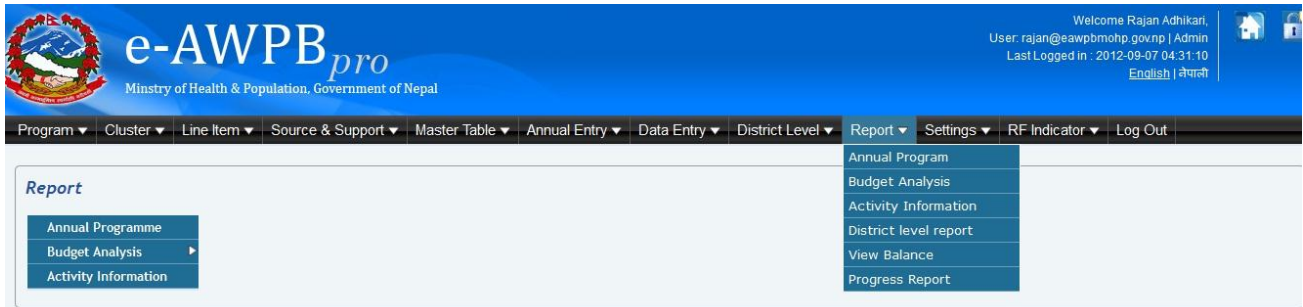 Welcome Rajan Adhikari,
User: rajan@eawpbmohp.gov.np | Admin
Last Logged in : 2012-09-07 04:31:10
English | नेपाली
e-AWPB pro
Minstry of Health & Population, Government of Nepal
Program ▼ Cluster ▼ Line Item ▼ Source & Support ▼ Master Table ▼ Annual Entry ▼ Data Entry ▼ District Level ▼ Report ▼ Settings ▼ RF Indicator ▼ Log Out
Annual Program
Budget Analysis
Activity Information
District level report
View Balance
Progress Report
Report
Annual Programme
Budget Analysis
Activity Information